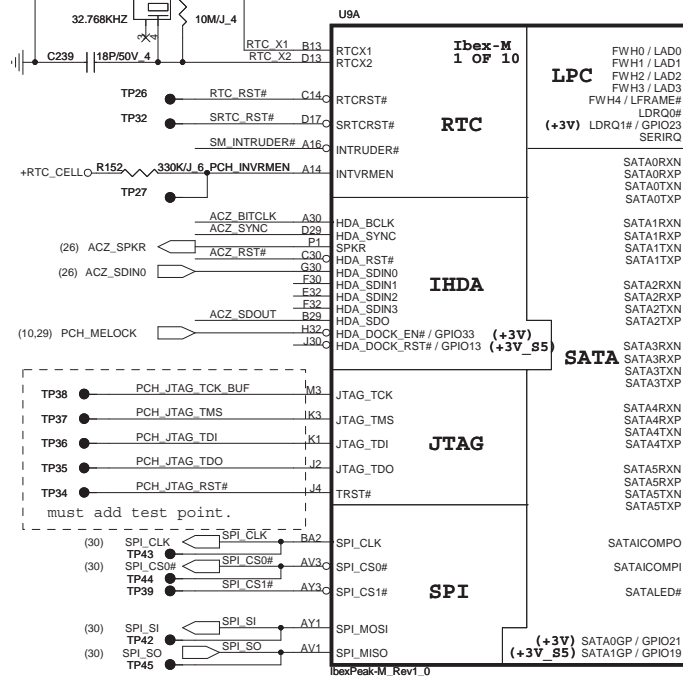 U9A
32.768KHZ
10M/J_4
3
4
C239
18P/50V_4
RTC_X1 B13 RTCX1
RTC_X2 D13 RTCX2
Ibex-M
1 OF 10
TP26 RTC_RST# C14 RTCRST#
TP32 SRTC_RST# D17 SRTCRST#
SM_INTRUDER# A16 INTRUDER#
+RTC_CELL R152 330K/J_6 PCH_INVRMEN A14 INTVRMEN
TP27
RTC
LPC
FWH0 / LAD0
FWH1 / LAD1
FWH2 / LAD2
FWH3 / LAD3
FWH4 / LFRAME#
LDRQ0#
(+3V) LDRQ1# / GPIO23
SERIRQ
ACZ_BITCLK A30 HDA_BCLK
ACZ_SYNC D29 HDA_SYNC
(26) ACZ_SPKR P1 SPKR
ACZ_RST# C30 HDA_RST#
(26) ACZ_SDIN0 G30 HDA_SDIN0
F30 HDA_SDIN1
E32 HDA_SDIN2
F32 HDA_SDIN3
ACZ_SDOUT B29 HDA_SDO
(10,29) PCH_MELOCK H32 HDA_DOCK_EN# / GPIO33 (+3V)
J30 HDA_DOCK_RST# / GPIO13 (+3V_S5)
IHDA
SATA
SATA0RXN
SATA0RXP
SATA0TXN
SATA0TXP
SATA1RXN
SATA1RXP
SATA1TXN
SATA1TXP
SATA2RXN
SATA2RXP
SATA2TXN
SATA2TXP
SATA3RXN
SATA3RXP
SATA3TXN
SATA3TXP
SATA4RXN
SATA4RXP
SATA4TXN
SATA4TXP
SATA5RXN
SATA5RXP
SATA5TXN
SATA5TXP
SATAICOMPO
SATAICOMPI
SATALED#
(+3V) SATA0GP / GPIO21
(+3V_S5) SATA1GP / GPIO19
TP38 PCH_JTAG_TCK_BUF M3 JTAG_TCK
TP37 PCH_JTAG_TMS K3 JTAG_TMS
TP36 PCH_JTAG_TDI K1 JTAG_TDI
TP35 PCH_JTAG_TDO J2 JTAG_TDO
TP34 PCH_JTAG_RST# J4 TRST#
JTAG
must add test point.
(30) SPI_CLK SPI_CLK BA2 SPI_CLK
TP43
(30) SPI_CS0# SPI_CS0# AV3 SPI_CS0#
TP44
TP39 SPI_CS1# AY3 SPI_CS1#
SPI
(30) SPI_SI SPI_SI AY1 SPI_MOSI
TP42
(30) SPI_SO SPI_SO AV1 SPI_MISO
TP45
IbexPeak-M_Rev1_0